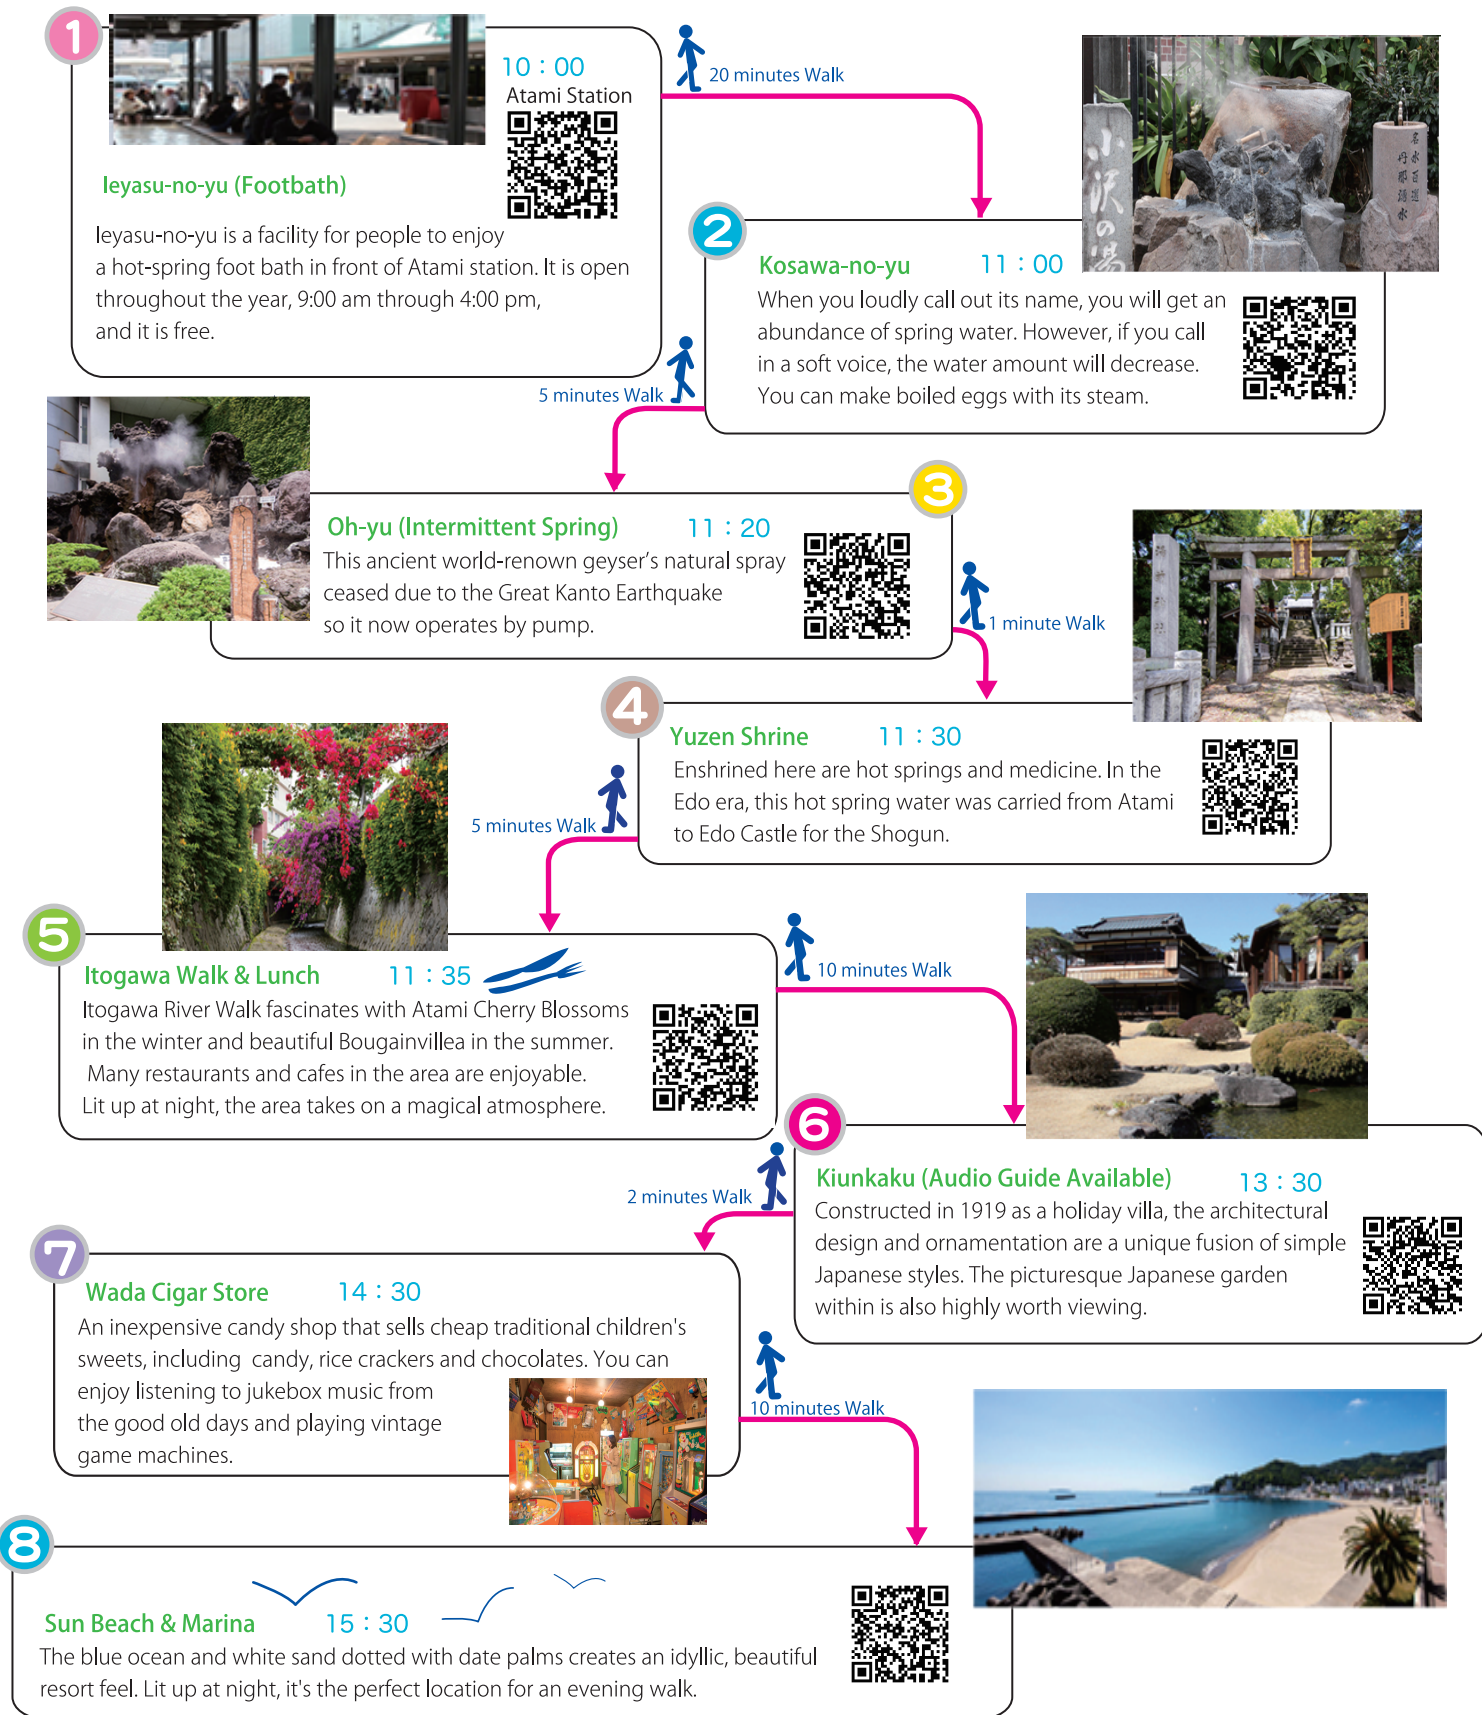 1
10：00
Atami Station
Ieyasu-no-yu (Footbath)
Ieyasu-no-yu is a facility for people to enjoy
a hot-spring foot bath in front of Atami station. It is open
throughout the year, 9:00 am through 4:00 pm,
and it is free.
20 minutes Walk
小沢の湯
名水百選
丹那湧水
2
Kosawa-no-yu 11：00
When you loudly call out its name, you will get an
abundance of spring water. However, if you call
in a soft voice, the water amount will decrease.
You can make boiled eggs with its steam.
5 minutes Walk
3
Oh-yu (Intermittent Spring) 11：20
This ancient world-renown geyser's natural spray
ceased due to the Great Kanto Earthquake
so it now operates by pump.
1 minute Walk
4
Yuzen Shrine 11：30
Enshrined here are hot springs and medicine. In the
Edo era, this hot spring water was carried from Atami
to Edo Castle for the Shogun.
5 minutes Walk
5
Itogawa Walk & Lunch 11：35
Itogawa River Walk fascinates with Atami Cherry Blossoms
in the winter and beautiful Bougainvillea in the summer.
Many restaurants and cafes in the area are enjoyable.
Lit up at night, the area takes on a magical atmosphere.
10 minutes Walk
6
Kiunkaku (Audio Guide Available) 13：30
Constructed in 1919 as a holiday villa, the architectural
design and ornamentation are a unique fusion of simple
Japanese styles. The picturesque Japanese garden
within is also highly worth viewing.
2 minutes Walk
7
Wada Cigar Store 14：30
An inexpensive candy shop that sells cheap traditional children's
sweets, including candy, rice crackers and chocolates. You can
enjoy listening to jukebox music from
the good old days and playing vintage
game machines.
10 minutes Walk
8
Sun Beach & Marina 15：30
The blue ocean and white sand dotted with date palms creates an idyllic, beautiful
resort feel. Lit up at night, it's the perfect location for an evening walk.